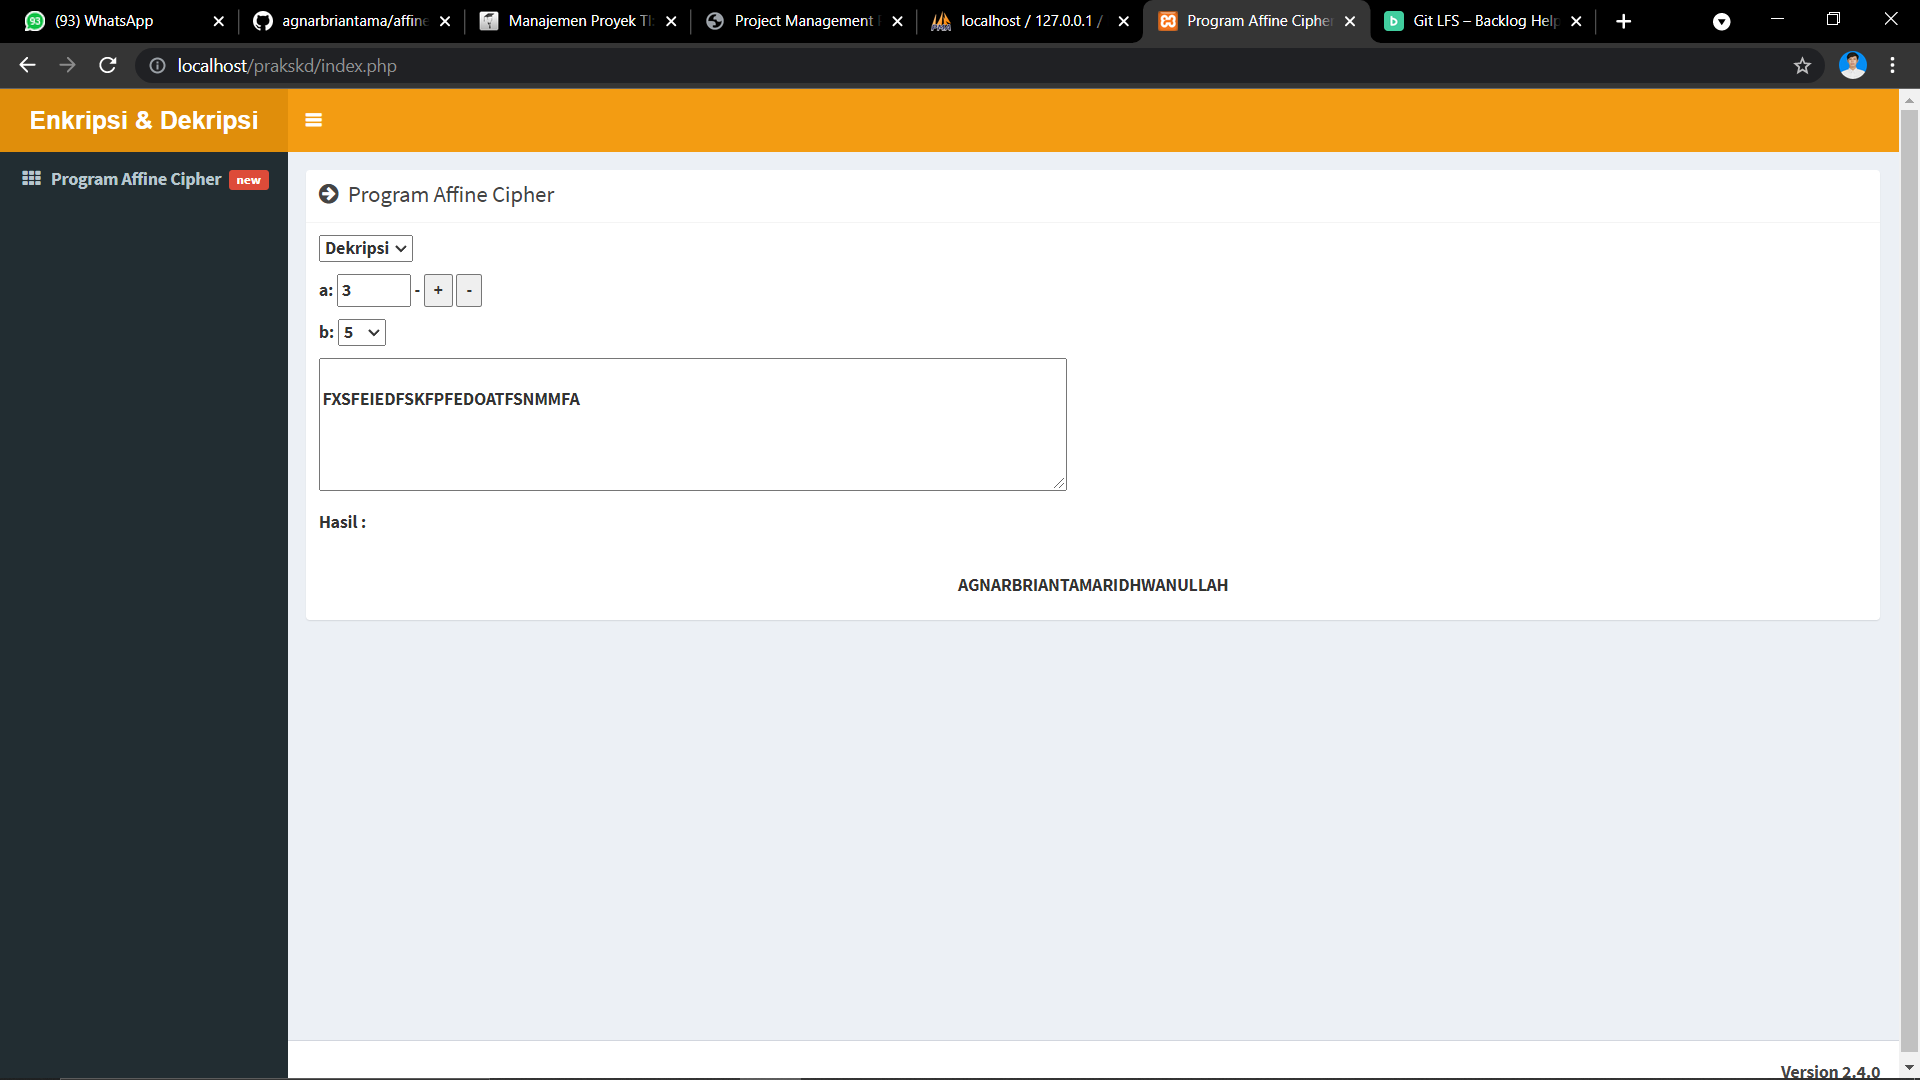 (93) WhatsApp
agnarbriantama/affine
Manajemen Proyek TI:
Project Management
localhost / 127.0.0.1 /
Program Affine Cipher
Git LFS – Backlog Help
localhost/prakskd/index.php
Enkripsi & Dekripsi
Program Affine Cipher new
Program Affine Cipher
Dekripsi
a: 3 - + -
b: 5
FXSFEIEDFSKFPFEDOATFSNMMFA
Hasil :
AGNARBRIANTAMARIDHWANULLAH
Version 2.4.0